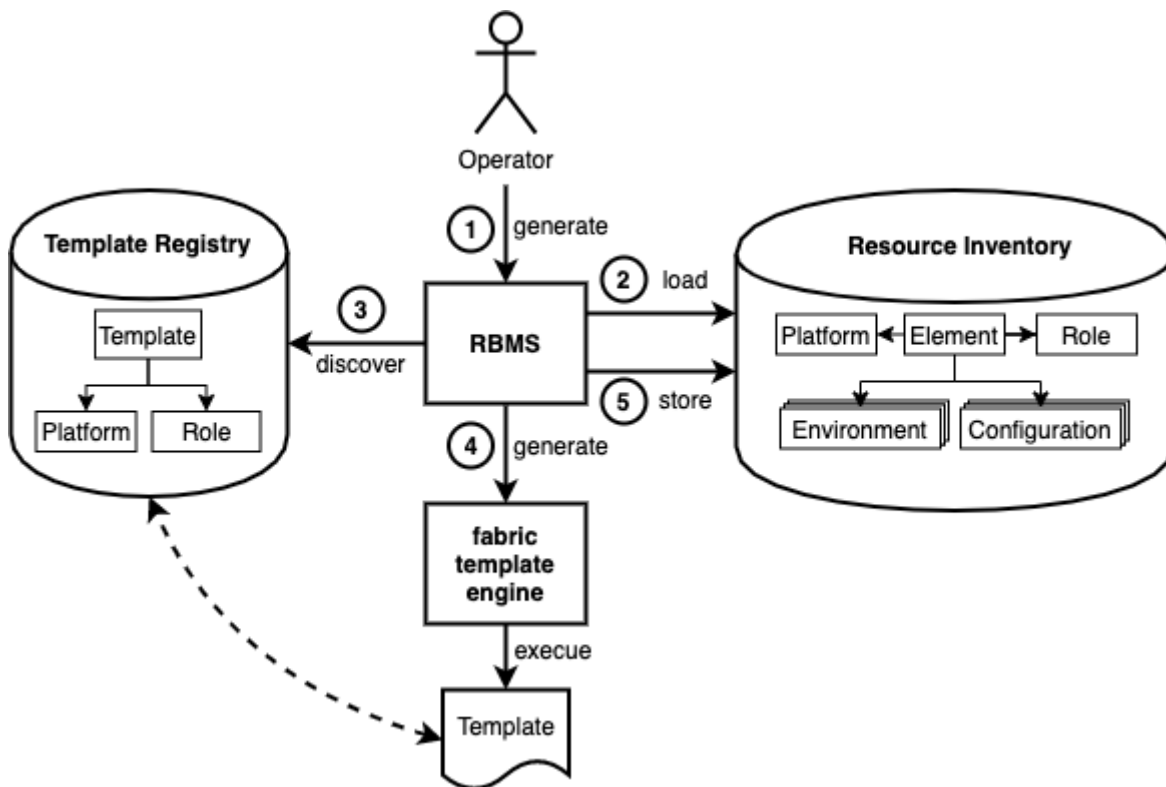 Operator
1
generate
Template Registry
Resource Inventory
2
load
3
discover
RBMS
Template
Platform
Role
Platform
Element
Role
5
store
Environment
Configuration
4
generate
fabric
template
engine
execue
Template